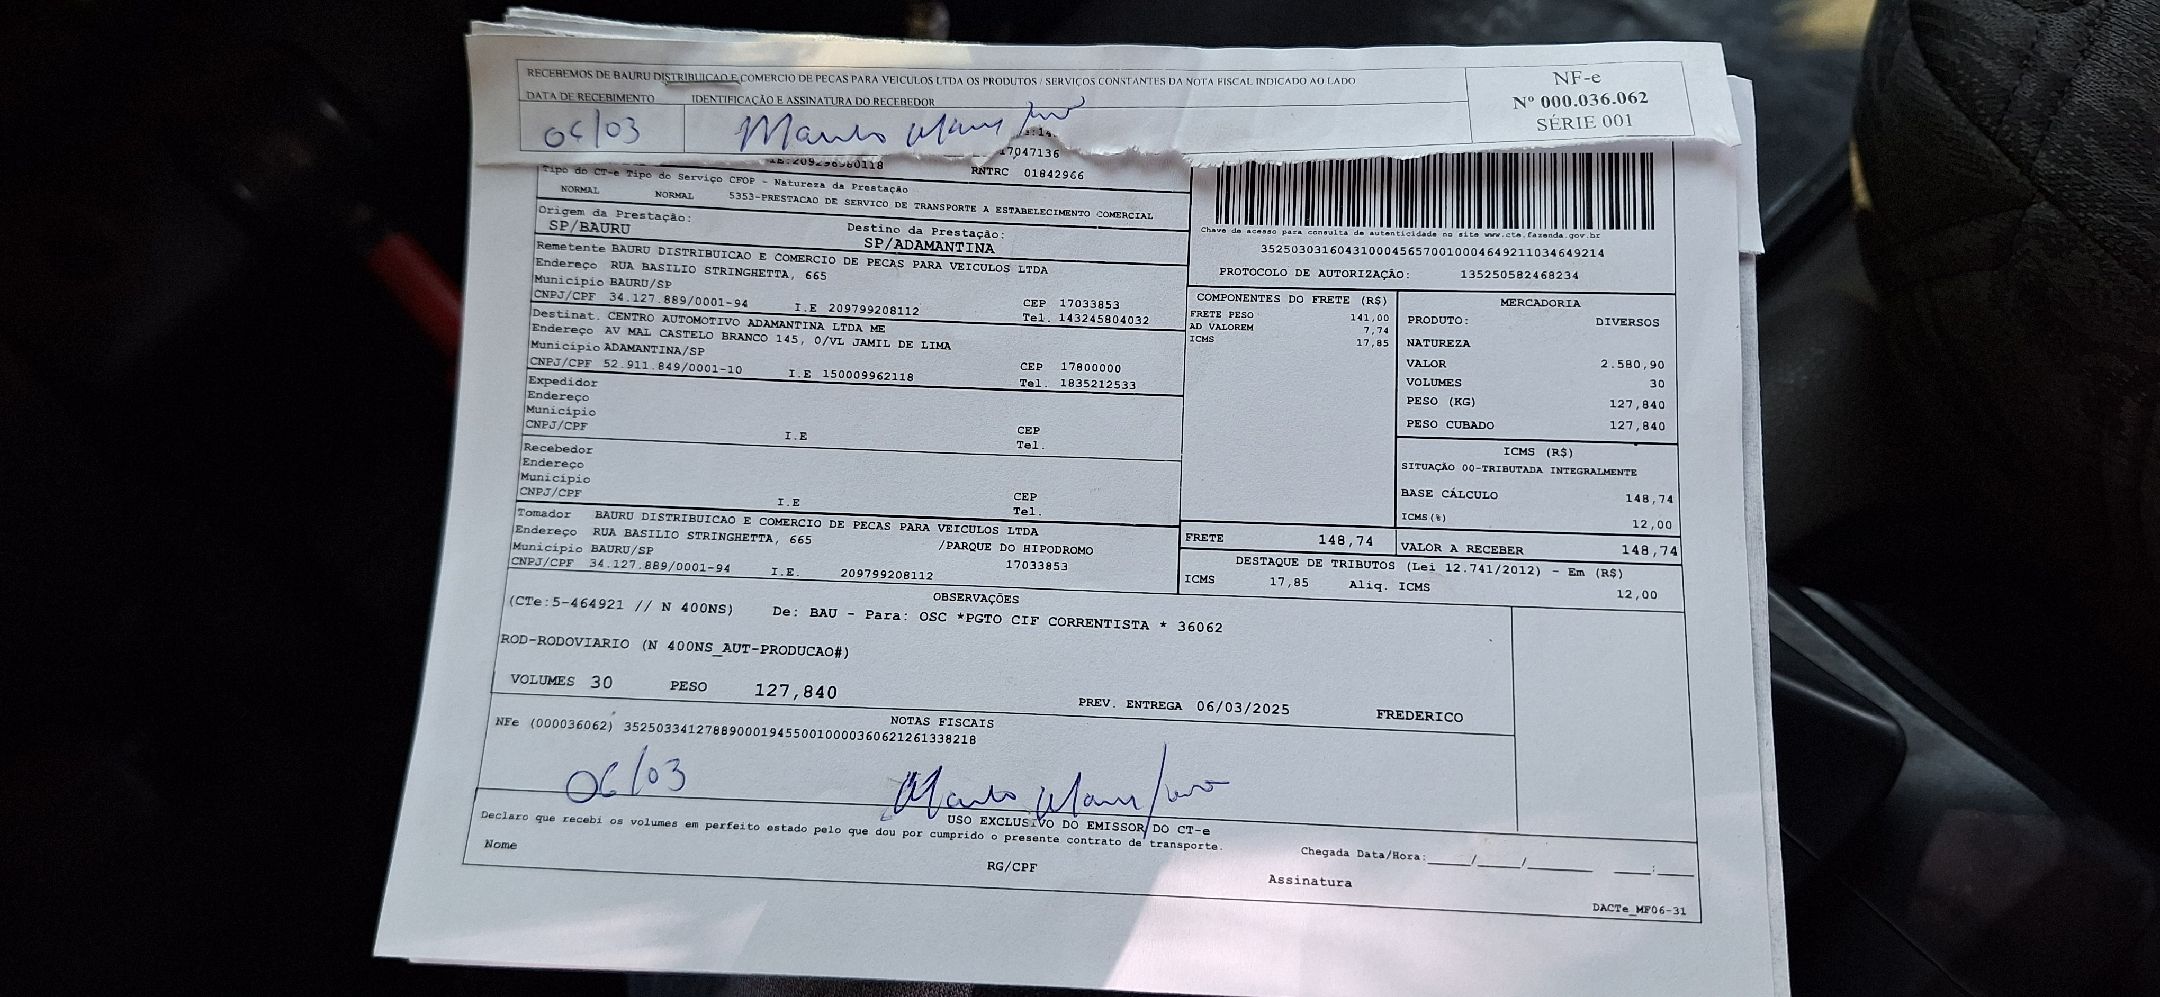 RECEBEMOS DE BAURU DISTRIBUICAO E COMERCIO DE PECAS PARA VEICULOS LTDA OS PRODUTOS / SERVIÇOS CONSTANTES DA NOTA FISCAL INDICADO AO LADO
DATA DE RECEBIMENTO IDENTIFICAÇÃO E ASSINATURA DO RECEBEDOR
06/03
NF-e
Nº 000.036.062
SÉRIE 001
17047136
RNTRC 01842966
Tipo do CT-e Tipo do Serviço CFOP - Natureza da Prestação
NORMAL NORMAL 5353-PRESTACAO DE SERVICO DE TRANSPORTE A ESTABELECIMENTO COMERCIAL
Origem da Prestação: Destino da Prestação:
SP/BAURU SP/ADAMANTINA
Remetente BAURU DISTRIBUICAO E COMERCIO DE PECAS PARA VEICULOS LTDA
Endereço RUA BASILIO STRINGHETTA, 665
Município BAURU/SP CEP 17033853
CNPJ/CPF 34.127.889/0001-94 I.E 209799208112 Tel. 143245804032
Destinat. CENTRO AUTOMOTIVO ADAMANTINA LTDA ME
Endereço AV MAL CASTELO BRANCO 145, 0/VL JAMIL DE LIMA
Município ADAMANTINA/SP CEP 17800000
CNPJ/CPF 52.911.849/0001-10 I.E 150009962118 Tel. 1835212533
Expedidor
Endereço
Município CEP
CNPJ/CPF I.E Tel.
Recebedor
Endereço
Município CEP
CNPJ/CPF I.E Tel.
Tomador BAURU DISTRIBUICAO E COMERCIO DE PECAS PARA VEICULOS LTDA
Endereço RUA BASILIO STRINGHETTA, 665 /PARQUE DO HIPODROMO
Município BAURU/SP 17033853
CNPJ/CPF 34.127.889/0001-94 I.E. 209799208112
Chave de acesso para consulta de autenticidade no site www.cte.fazenda.gov.br
35250303160431000456570010004649211034649214
PROTOCOLO DE AUTORIZAÇÃO: 135250582468234
COMPONENTES DO FRETE (R$)
FRETE PESO 141,00
AD VALOREM 7,74
ICMS 17,85
MERCADORIA
PRODUTO: DIVERSOS
NATUREZA
VALOR 2.580,90
VOLUMES 30
PESO (KG) 127,840
PESO CUBADO 127,840
ICMS (R$)
SITUAÇÃO 00-TRIBUTADA INTEGRALMENTE
BASE CÁLCULO 148,74
ICMS(%) 12,00
FRETE 148,74 VALOR A RECEBER 148,74
DESTAQUE DE TRIBUTOS (Lei 12.741/2012) - Em (R$)
ICMS 17,85 Aliq. ICMS 12,00
OBSERVAÇÕES
(CTe:5-464921 // N 400NS) De: BAU - Para: OSC *PGTO CIF CORRENTISTA * 36062
ROD-RODOVIARIO (N 400NS_AUT-PRODUCAO#)
VOLUMES 30 PESO 127,840 PREV. ENTREGA 06/03/2025 FREDERICO
NOTAS FISCAIS
NFe (000036062) 35250334127889000194550010000360621261338218
06/03
USO EXCLUSIVO DO EMISSOR DO CT-e
Declaro que recebi os volumes em perfeito estado pelo que dou por cumprido o presente contrato de transporte.
Nome RG/CPF Assinatura Chegada Data/Hora:____/____/______ ____:____
DACTe_MF06-31